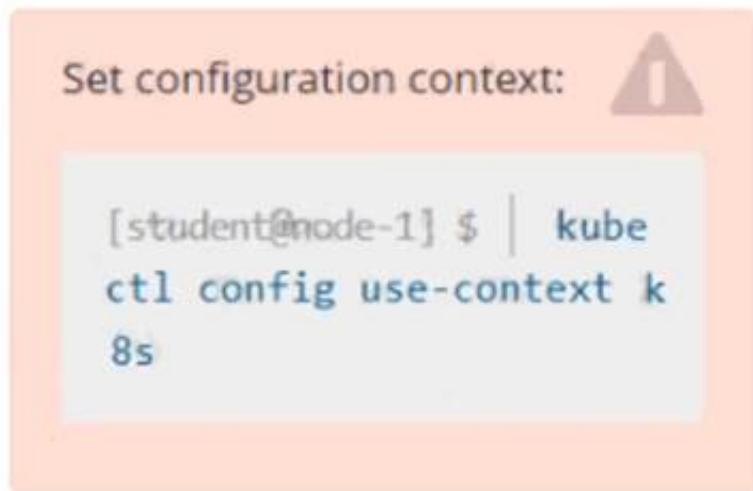 Set configuration context:
[student@node-1] $ | kube
ctl config use-context k
8s